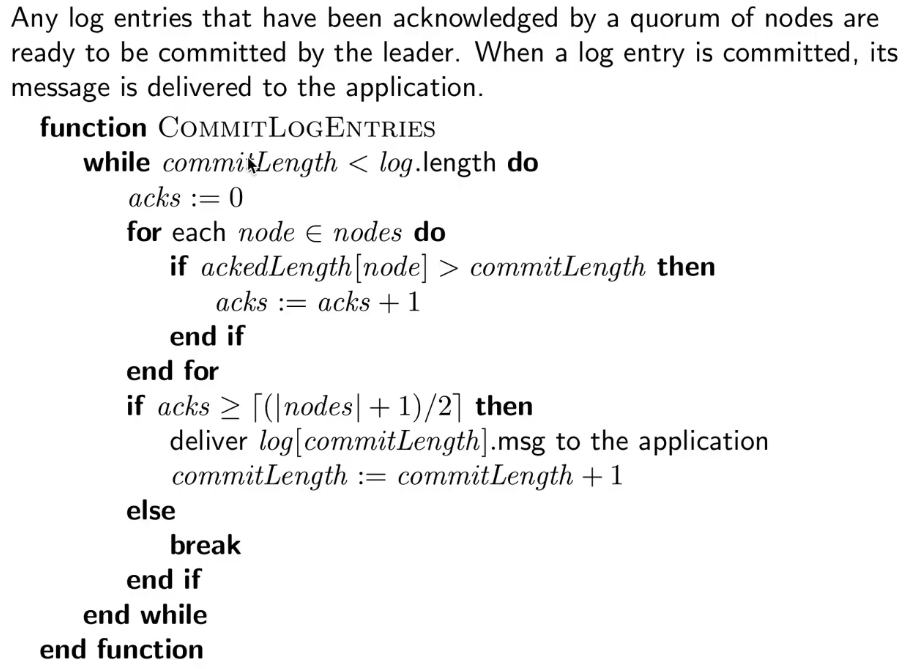 Any log entries that have been acknowledged by a quorum of nodes are
ready to be committed by the leader. When a log entry is committed, its
message is delivered to the application.
function CommitLogEntries
while commitLength < log.length do
acks := 0
for each node ∈ nodes do
if ackedLength[node] > commitLength then
acks := acks + 1
end if
end for
if acks ≥ ⌈(|nodes| + 1)/2⌉ then
deliver log[commitLength].msg to the application
commitLength := commitLength + 1
else
break
end if
end while
end function